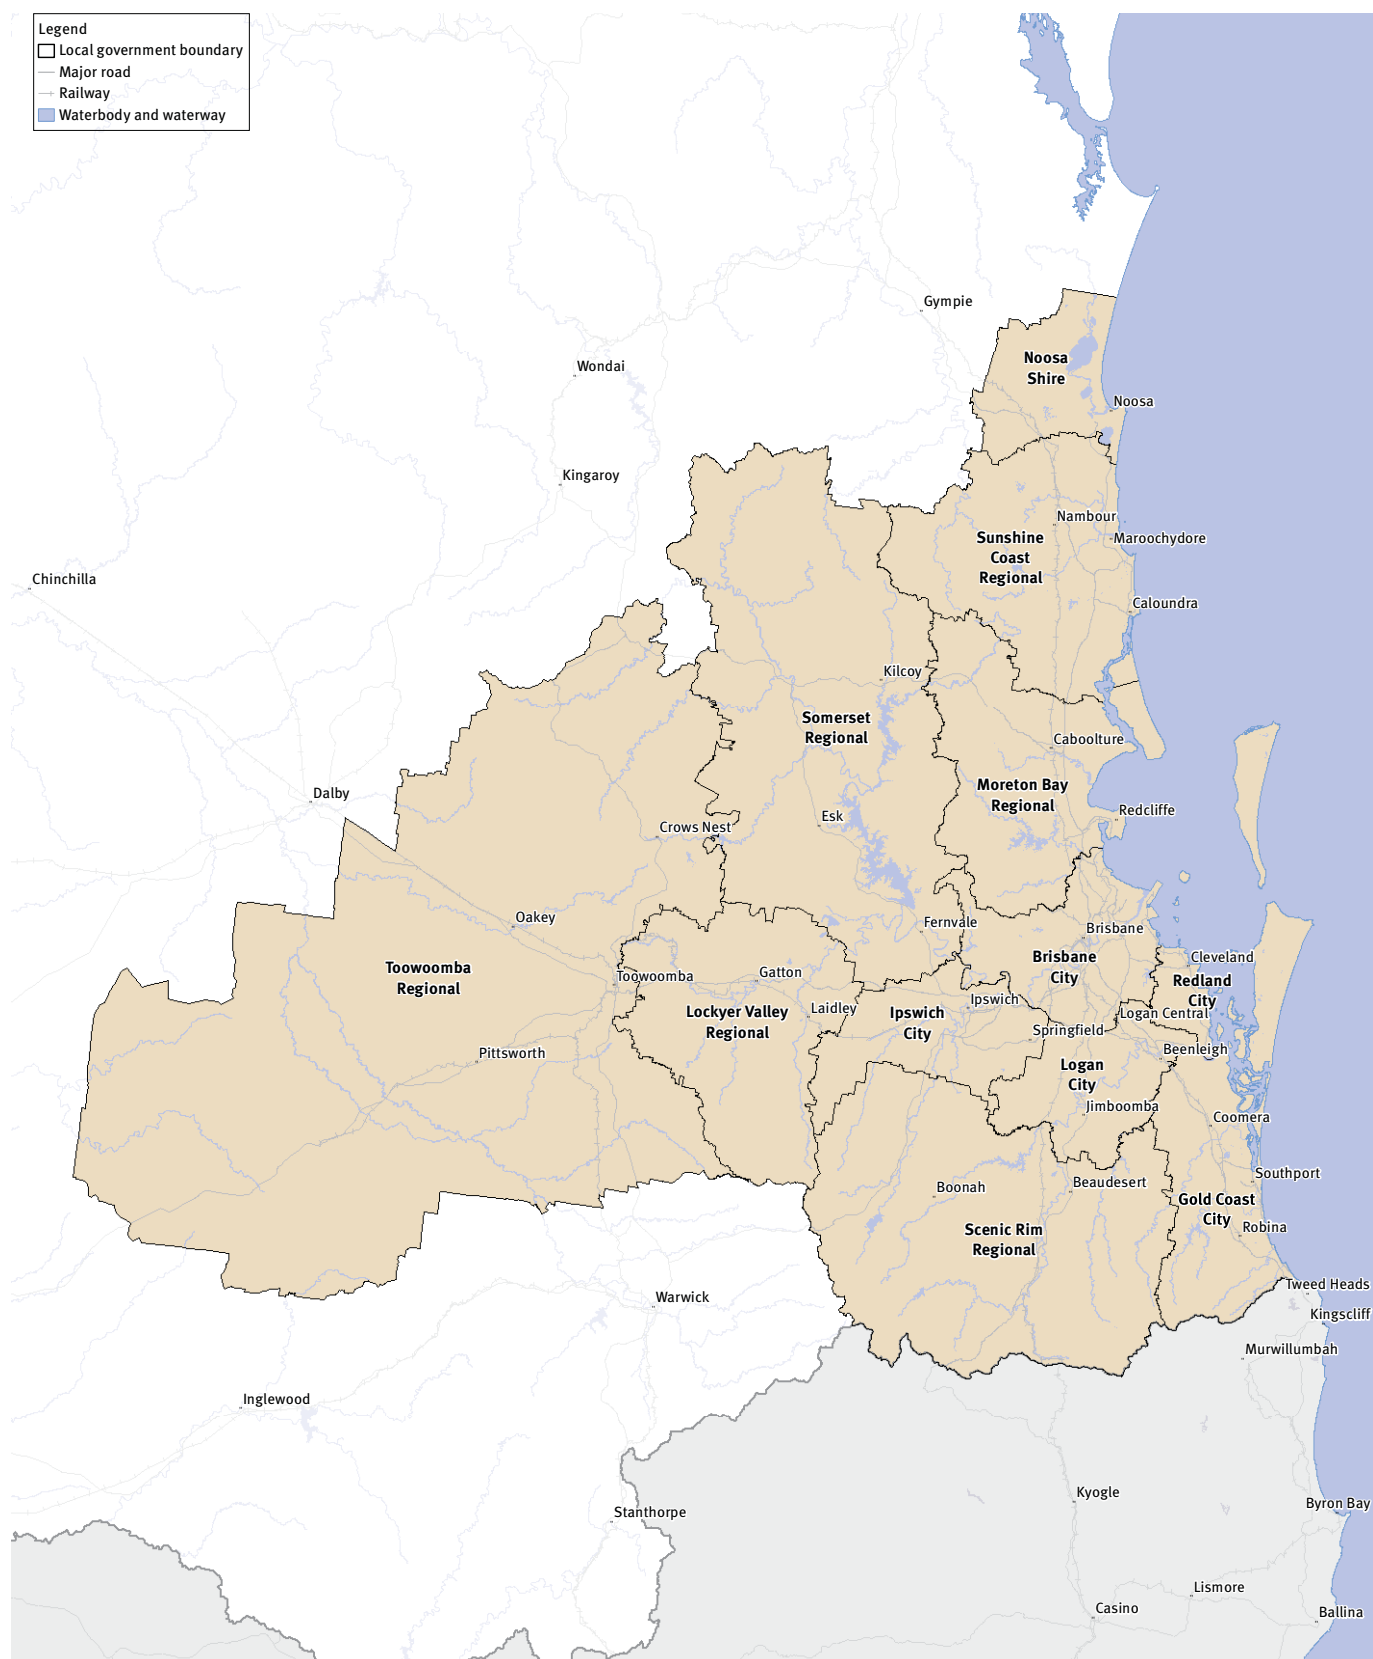 Legend
Local government boundary
Major road
Railway
Waterbody and waterway
Gympie
Noosa
Shire
Wondai
Noosa
Kingaroy
Nambour
Sunshine
Coast
Regional
Maroochydore
Chinchilla
Caloundra
Kilcoy
Somerset
Regional
Caboolture
Moreton Bay
Regional
Dalby
Redcliffe
Esk
Crows Nest
Oakey
Fernvale
Brisbane
Brisbane
City
Cleveland
Toowoomba
Regional
Toowoomba
Gatton
Redland
City
Ipswich
Lockyer Valley
Regional
Laidley
Ipswich
City
Logan Central
Springfield
Pittsworth
Beenleigh
Logan
City
Jimboomba
Coomera
Southport
Boonah
Beaudesert
Gold Coast
City
Scenic Rim
Regional
Robina
Tweed Heads
Warwick
Kingscliff
Murwillumbah
Inglewood
Kyogle
Byron Bay
Stanthorpe
Lismore
Casino
Ballina